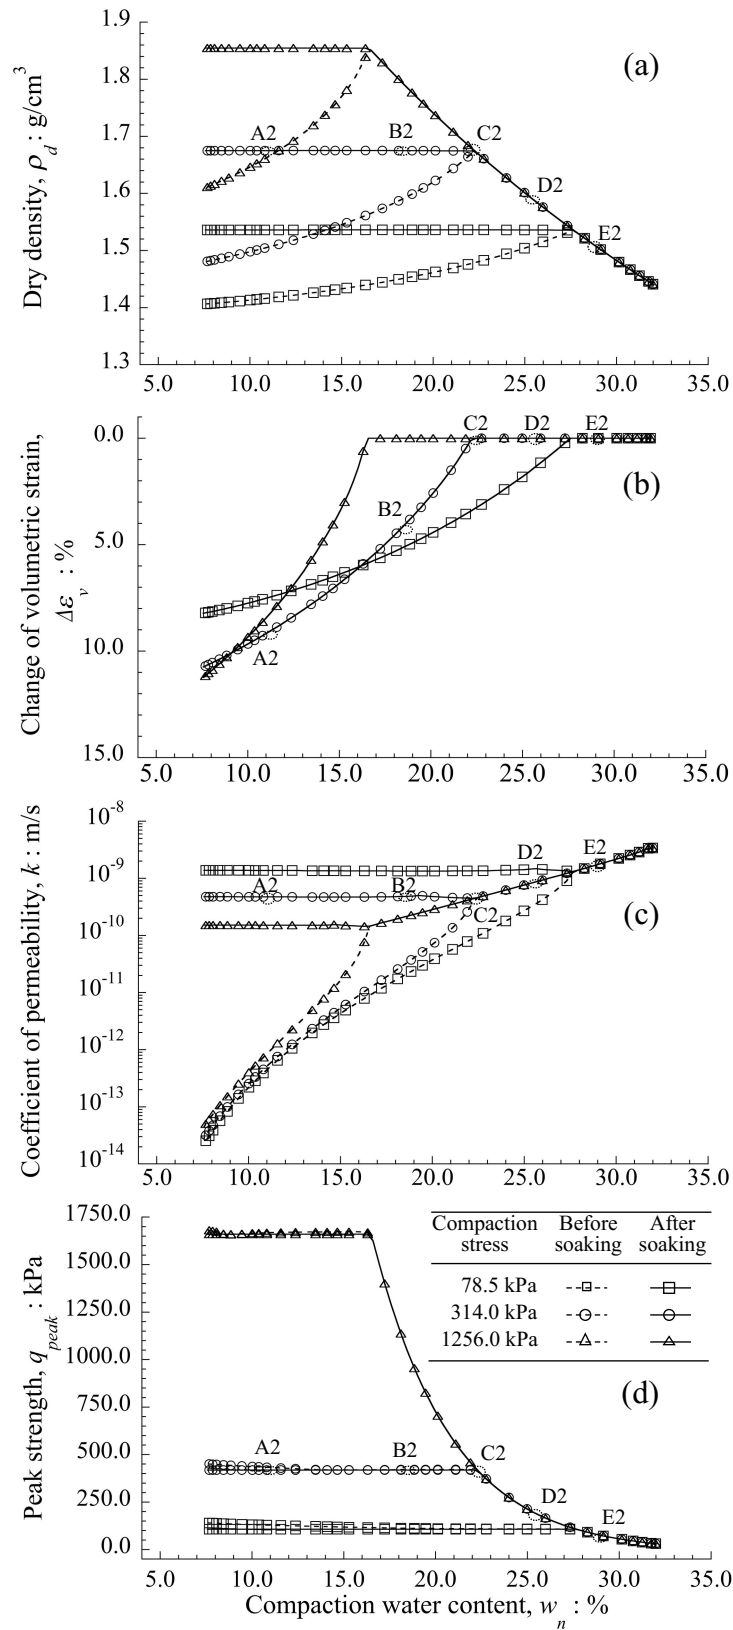 1.9
1.8
1.7
1.6
1.5
1.4
1.3
Dry density, ρd : g/cm³
(a)
A2
B2
C2
D2
E2
5.0 10.0 15.0 20.0 25.0 30.0 35.0
0.0
5.0
10.0
15.0
Change of volumetric strain,
Δεv : %
C2 D2 E2
(b)
B2
A2
5.0 10.0 15.0 20.0 25.0 30.0 35.0
10⁻⁸
10⁻⁹
10⁻¹⁰
10⁻¹¹
10⁻¹²
10⁻¹³
10⁻¹⁴
Coefficient of permeability, k : m/s
D2
E2
A2
B2
C2
(c)
5.0 10.0 15.0 20.0 25.0 30.0 35.0
1750.0
1500.0
1250.0
1000.0
750.0
500.0
250.0
0.0
Peak strength, qpeak : kPa
Compaction stress
Before soaking
After soaking
78.5 kPa
314.0 kPa
1256.0 kPa
(d)
A2
B2
C2
D2
E2
5.0 10.0 15.0 20.0 25.0 30.0 35.0
Compaction water content, wn : %